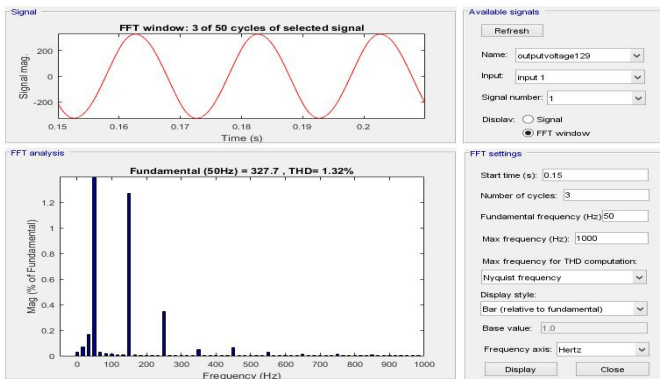 Signal
FFT window: 3 of 50 cycles of selected signal
200
0
-200
Signal mag.
0.15 0.16 0.17 0.18 0.19 0.2
Time (s)
FFT analysis
Fundamental (50Hz) = 327.7 , THD= 1.32%
1.2
1
0.8
0.6
0.4
0.2
0
Mag (% of Fundamental)
0 100 200 300 400 500 600 700 800 900 1000
Frequency (Hz)
Available signals
Refresh
Name: outputvoltage129
Input: input 1
Signal number: 1
Display: Signal
FFT window
FFT settings
Start time (s): 0.15
Number of cycles: 3
Fundamental frequency (Hz) 50
Max frequency (Hz): 1000
Max frequency for THD computation:
Nyquist frequency
Display style:
Bar (relative to fundamental)
Base value: 1.0
Frequency axis: Hertz
Display Close